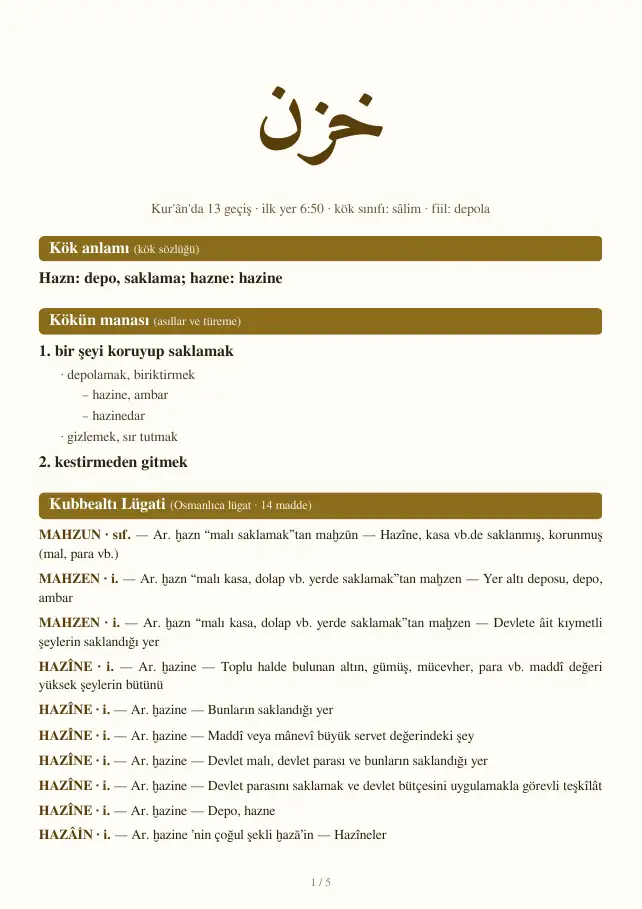 خزن
Kur'ân'da 13 geçiş · ilk yer 6:50 · kök sınıfı: sâlim · fiil: depola
Kök anlamı (kök sözlüğü)
Hazn: depo, saklama; hazne: hazine
Kökün manası (asıllar ve türeme)
1. bir şeyi koruyup saklamak
· depolamak, biriktirmek
– hazine, ambar
– hazinedar
· gizlemek, sır tutmak
2. kestirmeden gitmek
Kubbealtı Lügati (Osmanlıca lügat · 14 madde)
MAHZUN · sıf. — Ar. ḫazn “malı saklamak”tan maḫzūn — Hazîne, kasa vb.de saklanmış, korunmuş
(mal, para vb.)
MAHZEN · i. — Ar. ḫazn “malı kasa, dolap vb. yerde saklamak”tan maḫzen — Yer altı deposu, depo,
ambar
MAHZEN · i. — Ar. ḫazn “malı kasa, dolap vb. yerde saklamak”tan maḫzen — Devlete âit kıymetli
şeylerin saklandığı yer
HAZÎNE · i. — Ar. ḫazine — Toplu halde bulunan altın, gümüş, mücevher, para vb. maddî değeri
yüksek şeylerin bütünü
HAZÎNE · i. — Ar. ḫazine — Bunların saklandığı yer
HAZÎNE · i. — Ar. ḫazine — Maddî veya mânevî büyük servet değerindeki şey
HAZÎNE · i. — Ar. ḫazine — Devlet malı, devlet parası ve bunların saklandığı yer
HAZÎNE · i. — Ar. ḫazine — Devlet parasını saklamak ve devlet bütçesini uygulamakla görevli teşkîlât
HAZÎNE · i. — Ar. ḫazine — Depo, hazne
HAZÂİN · i. — Ar. ḫazine ’nin çoğul şekli ḫazā’in — Hazîneler
1 / 5